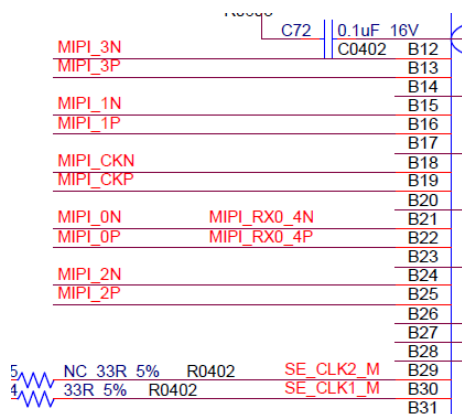 C72 0.1uF 16V
MIPI_3N C0402 B12
MIPI_3P B13
B14
MIPI_1N B15
MIPI_1P B16
B17
MIPI_CKN B18
MIPI_CKP B19
B20
MIPI_0N MIPI_RX0_4N B21
MIPI_0P MIPI_RX0_4P B22
B23
MIPI_2N B24
MIPI_2P B25
B26
B27
B28
5 NC 33R 5% R0402 SE_CLK2_M B29
4 33R 5% R0402 SE_CLK1_M B30
B31